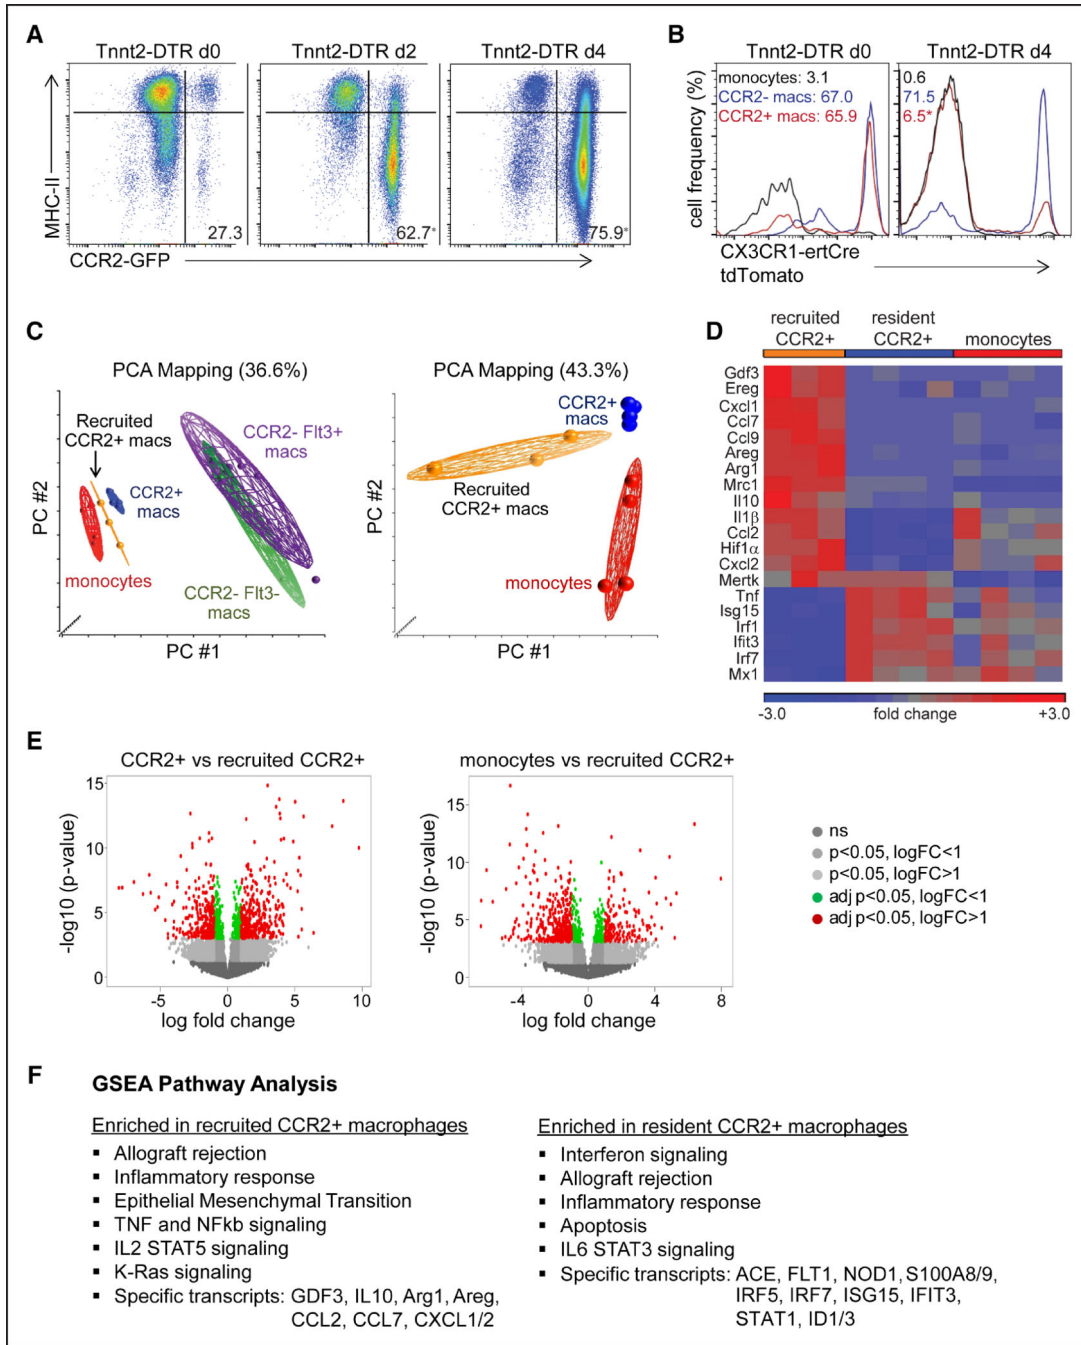 A
Tnnt2-DTR d0
Tnnt2-DTR d2
Tnnt2-DTR d4
MHC-II
27.3
62.7*
75.9*
CCR2-GFP
B
Tnnt2-DTR d0
Tnnt2-DTR d4
monocytes: 3.1
CCR2- macs: 67.0
CCR2+ macs: 65.9
0.6
71.5
6.5*
cell frequency (%)
CX3CR1-ertCre
tdTomato
C
PCA Mapping (36.6%)
Recruited
CCR2+ macs
CCR2- Flt3+
macs
CCR2+
macs
monocytes
CCR2- Flt3-
macs
PC #2
PC #1
PCA Mapping (43.3%)
CCR2+
macs
Recruited
CCR2+ macs
monocytes
PC #2
PC #1
D
recruited
CCR2+
resident
CCR2+
monocytes
Gdf3
Ereg
Cxcl1
Ccl7
Ccl9
Areg
Arg1
Mrc1
Il10
Il1β
Ccl2
Hif1α
Cxcl2
Mertk
Tnf
Isg15
Irf1
Ifit3
Irf7
Mx1
-3.0
fold change
+3.0
E
CCR2+ vs recruited CCR2+
15
10
5
0
-log10 (p-value)
-5
0
5
10
log fold change
monocytes vs recruited CCR2+
15
10
5
0
-log10 (p-value)
-4
0
4
8
log fold change
ns
p<0.05, logFC<1
p<0.05, logFC>1
adj p<0.05, logFC<1
adj p<0.05, logFC>1
F
GSEA Pathway Analysis
Enriched in recruited CCR2+ macrophages
▪ Allograft rejection
▪ Inflammatory response
▪ Epithelial Mesenchymal Transition
▪ TNF and NFkb signaling
▪ IL2 STAT5 signaling
▪ K-Ras signaling
▪ Specific transcripts: GDF3, IL10, Arg1, Areg,
CCL2, CCL7, CXCL1/2
Enriched in resident CCR2+ macrophages
▪ Interferon signaling
▪ Allograft rejection
▪ Inflammatory response
▪ Apoptosis
▪ IL6 STAT3 signaling
▪ Specific transcripts: ACE, FLT1, NOD1, S100A8/9,
IRF5, IRF7, ISG15, IFIT3,
STAT1, ID1/3